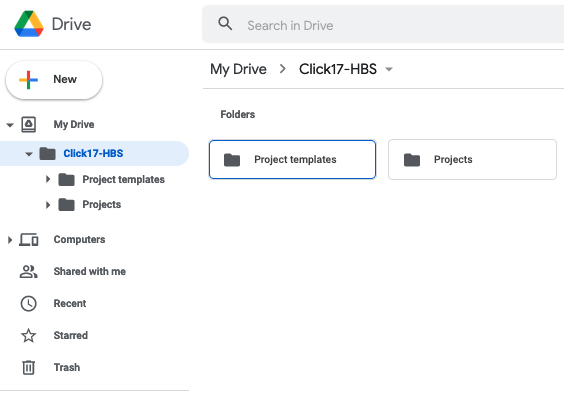 Drive
Search in Drive
New
My Drive > Click17-HBS
My Drive
Click17-HBS
Project templates
Projects
Computers
Shared with me
Recent
Starred
Trash
Folders
Project templates
Projects